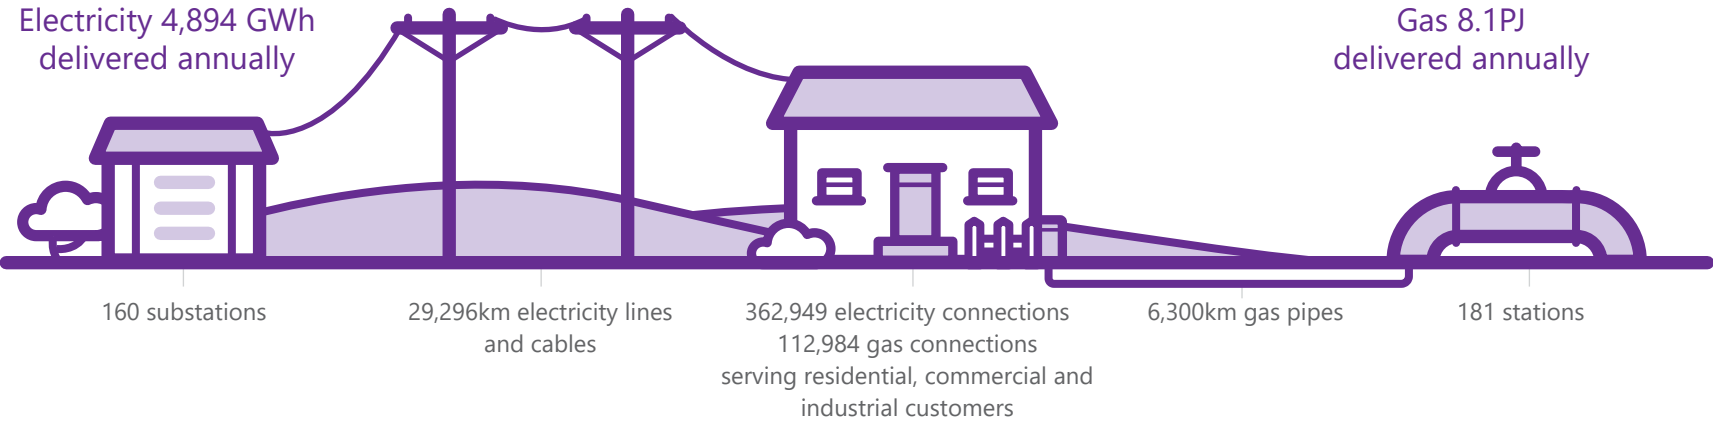 Electricity 4,894 GWh
delivered annually
Gas 8.1PJ
delivered annually
160 substations
29,296km electricity lines
and cables
362,949 electricity connections
112,984 gas connections
serving residential, commercial and
industrial customers
6,300km gas pipes
181 stations